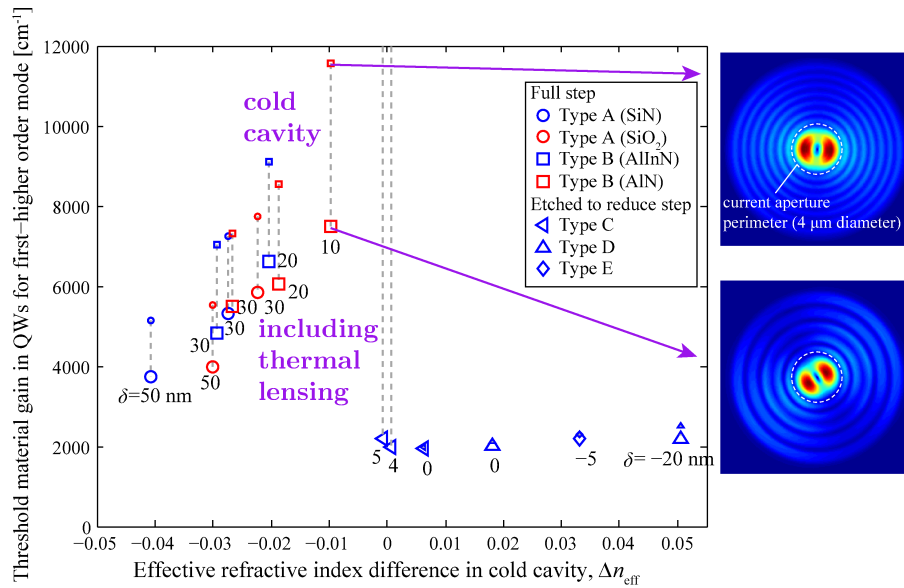 Threshold material gain in QWs for first−higher order mode [cm⁻¹]
12000
10000
8000
6000
4000
2000
0
−0.05
−0.04
−0.03
−0.02
−0.01
0
0.01
0.02
0.03
0.04
0.05
Effective refractive index difference in cold cavity, Δn_eff
cold
cavity
including
thermal
lensing
δ=50 nm
50
30
30
30
30
20
20
10
5
4
0
0
−5
δ= −20 nm
Full step
Type A (SiN)
Type A (SiO₂)
Type B (AlInN)
Type B (AlN)
Etched to reduce step
Type C
Type D
Type E
current aperture
perimeter (4 μm diameter)